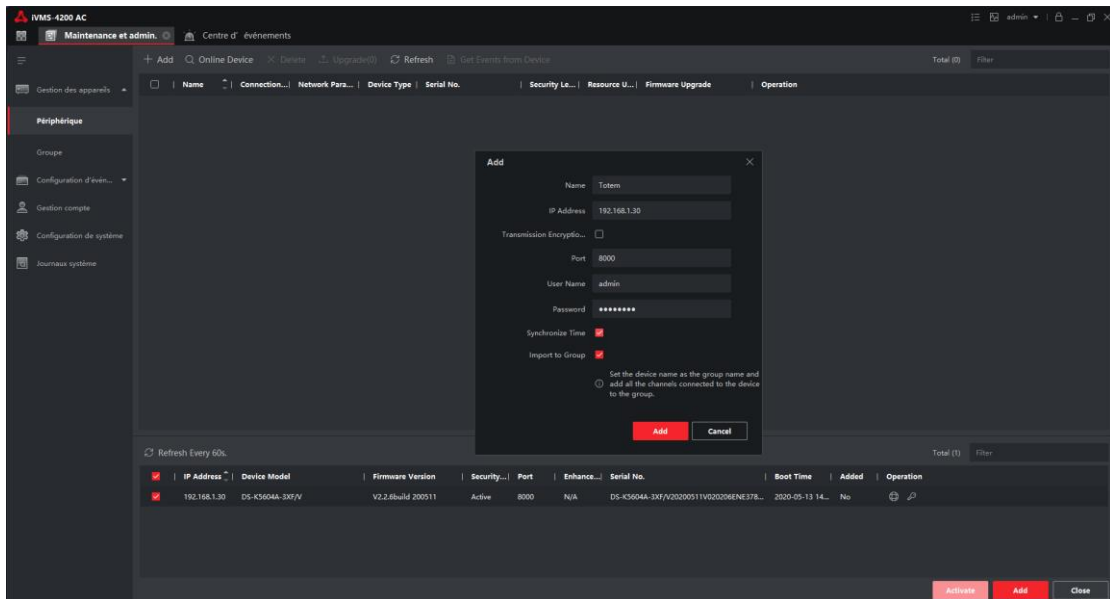 iVMS-4200 AC
admin
Maintenance et admin.
Centre d' événements
Add
Online Device
Delete
Upgrade(0)
Refresh
Get Events from Device
Total (0)
Filter
Gestion des appareils
Périphérique
Groupe
Configuration d'évén...
Gestion compte
Configuration de système
Journaux système
Name
Connection...
Network Para...
Device Type
Serial No.
Security Le...
Resource U...
Firmware Upgrade
Operation
Add
Name
Totem
IP Address
192.168.1.30
Transmission Encryptio...
Port
8000
User Name
admin
Password
Synchronize Time
Import to Group
Set the device name as the group name and
add all the channels connected to the device
to the group.
Add
Cancel
Refresh Every 60s.
Total (1)
Filter
IP Address
Device Model
Firmware Version
Security...
Port
Enhance...
Serial No.
Boot Time
Added
Operation
192.168.1.30
DS-K5604A-3XF/V
V2.2.6build 200511
Active
8000
N/A
DS-K5604A-3XF/V20200511V020206ENE378...
2020-05-13 14...
No
Activate
Add
Close